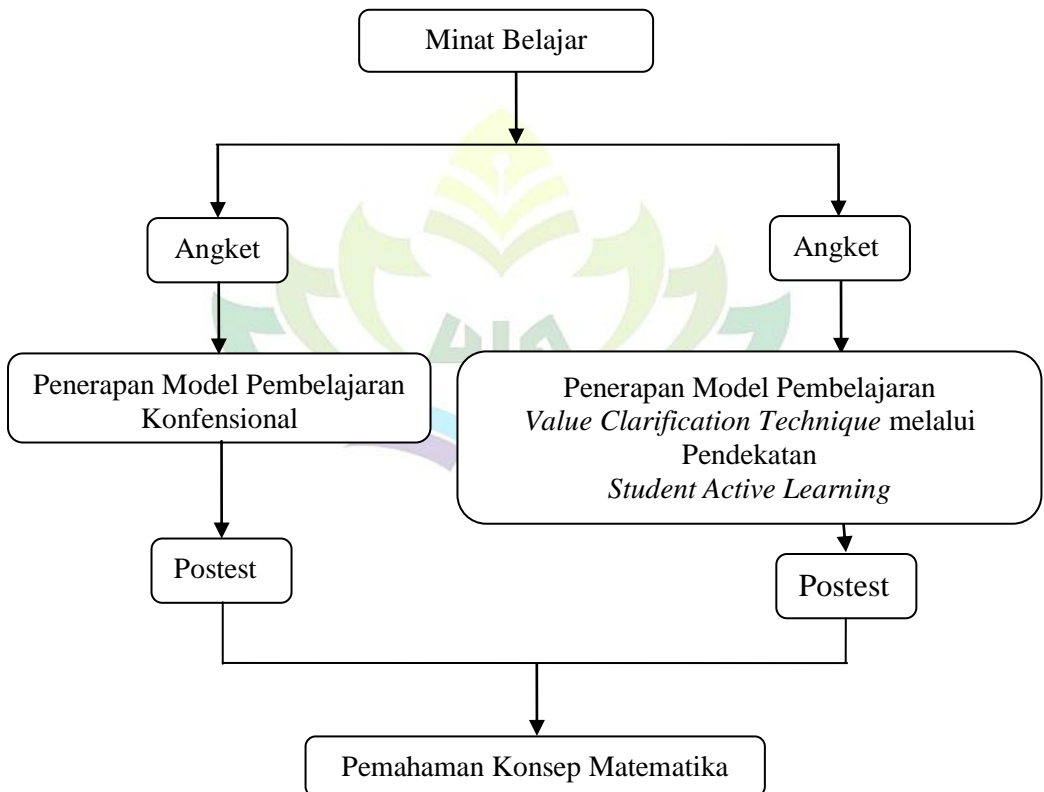 Minat Belajar
Angket
Angket
Penerapan Model Pembelajaran
Konfensional
Penerapan Model Pembelajaran
Value Clarification Technique melalui
Pendekatan
Student Active Learning
Postest
Postest
Pemahaman Konsep Matematika